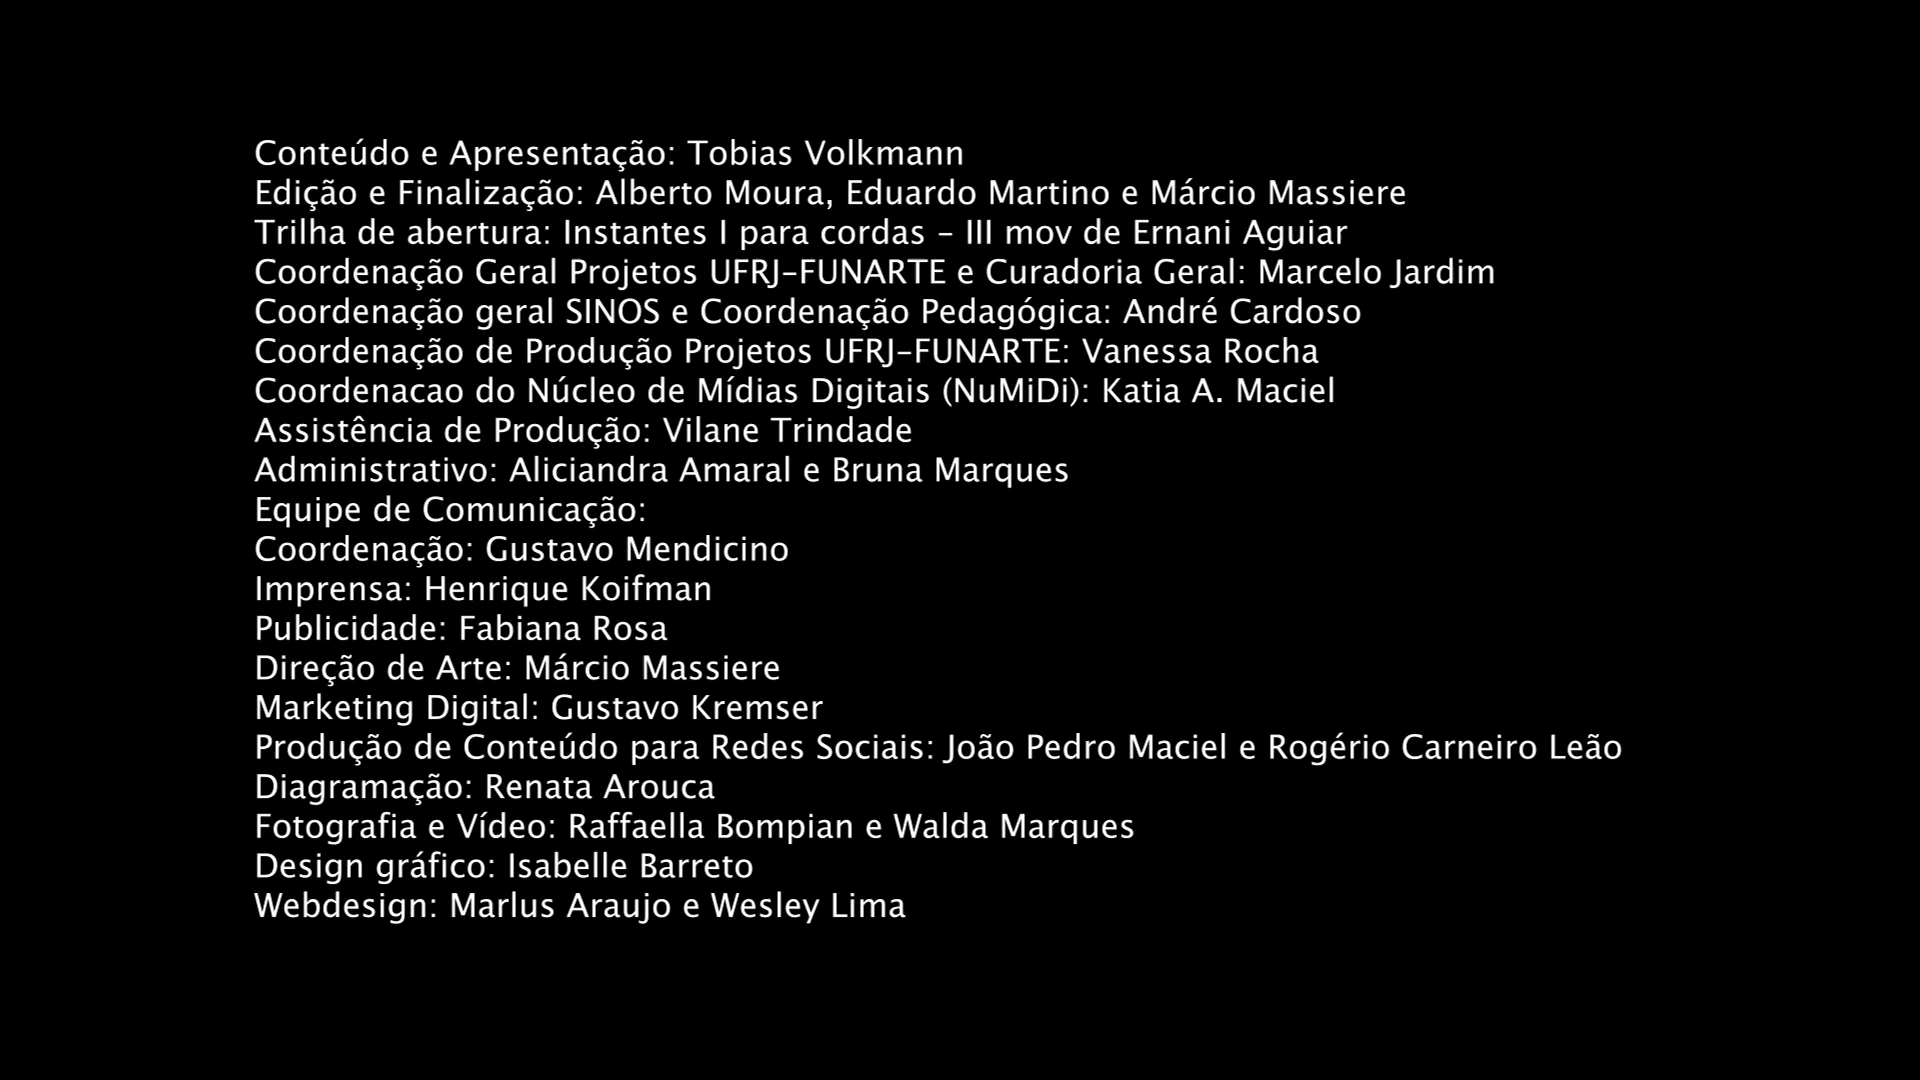 Conteúdo e Apresentação: Tobias Volkmann
Edição e Finalização: Alberto Moura, Eduardo Martino e Márcio Massiere
Trilha de abertura: Instantes I para cordas – III mov de Ernani Aguiar
Coordenação Geral Projetos UFRJ–FUNARTE e Curadoria Geral: Marcelo Jardim
Coordenação geral SINOS e Coordenação Pedagógica: André Cardoso
Coordenação de Produção Projetos UFRJ–FUNARTE: Vanessa Rocha
Coordenacao do Núcleo de Mídias Digitais (NuMiDi): Katia A. Maciel
Assistência de Produção: Vilane Trindade
Administrativo: Aliciandra Amaral e Bruna Marques
Equipe de Comunicação:
Coordenação: Gustavo Mendicino
Imprensa: Henrique Koifman
Publicidade: Fabiana Rosa
Direção de Arte: Márcio Massiere
Marketing Digital: Gustavo Kremser
Produção de Conteúdo para Redes Sociais: João Pedro Maciel e Rogério Carneiro Leão
Diagramação: Renata Arouca
Fotografia e Vídeo: Raffaella Bompian e Walda Marques
Design gráfico: Isabelle Barreto
Webdesign: Marlus Araujo e Wesley Lima